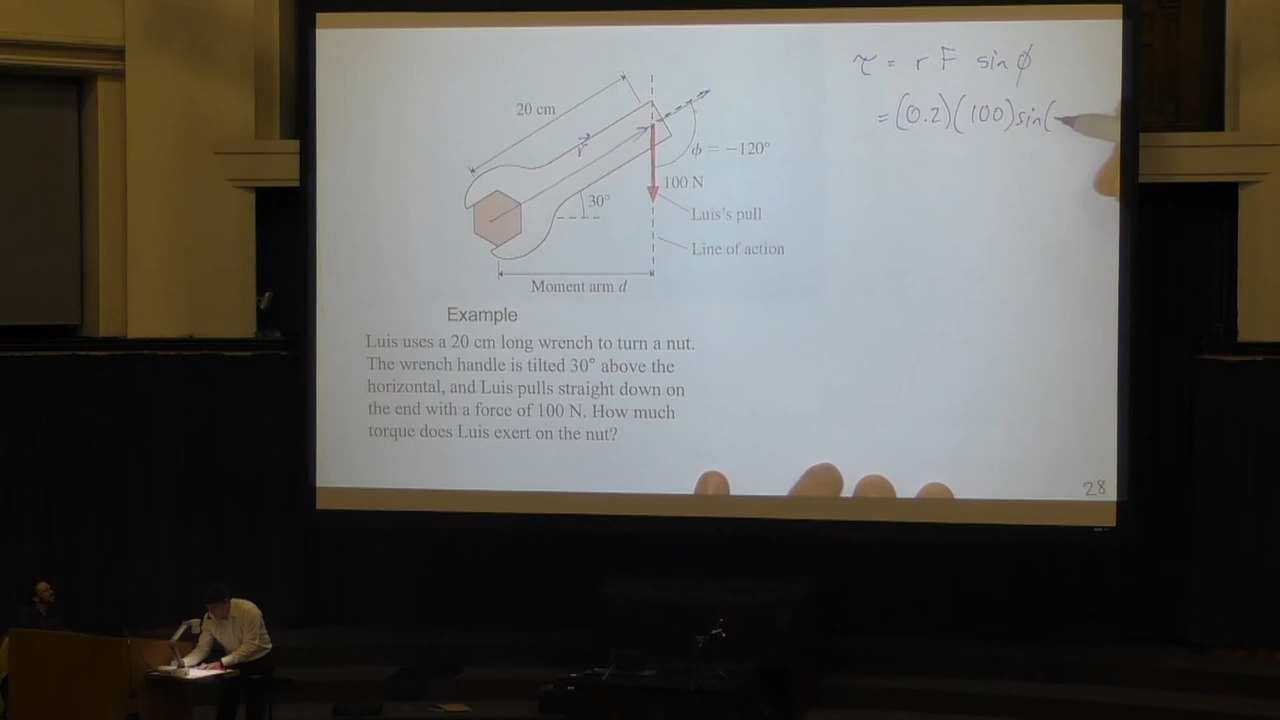 τ = r F sin ϕ
= (0.2)(100) sin(
20 cm
r⃗
ϕ = −120°
100 N
30°
Luis's pull
Line of action
Moment arm d
Example
Luis uses a 20 cm long wrench to turn a nut.
The wrench handle is tilted 30° above the
horizontal, and Luis pulls straight down on
the end with a force of 100 N. How much
torque does Luis exert on the nut?
28